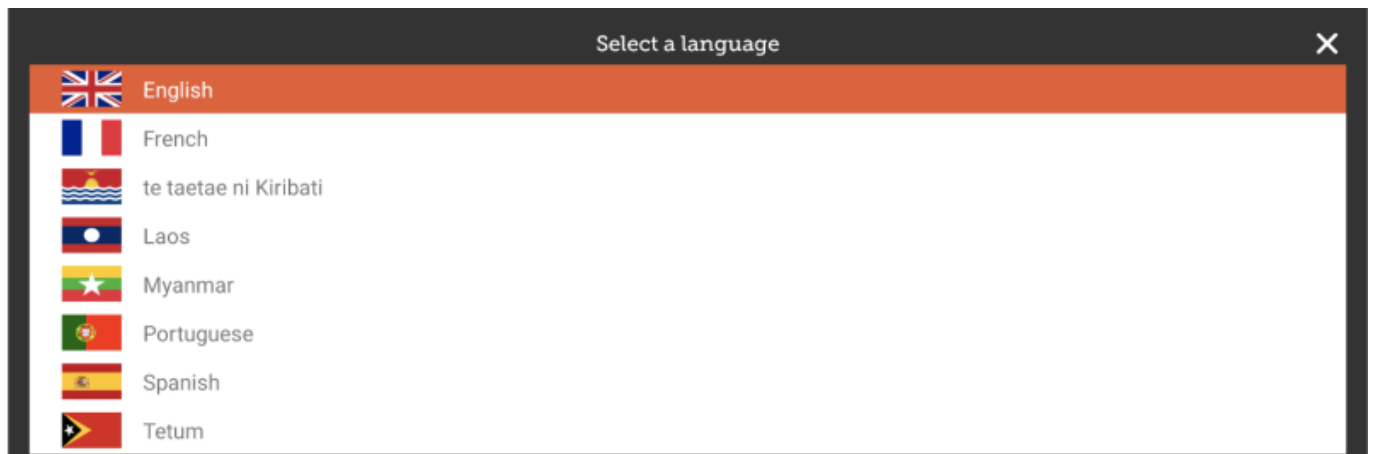 Select a language
English
French
te taetae ni Kiribati
Laos
Myanmar
Portuguese
Spanish
Tetum